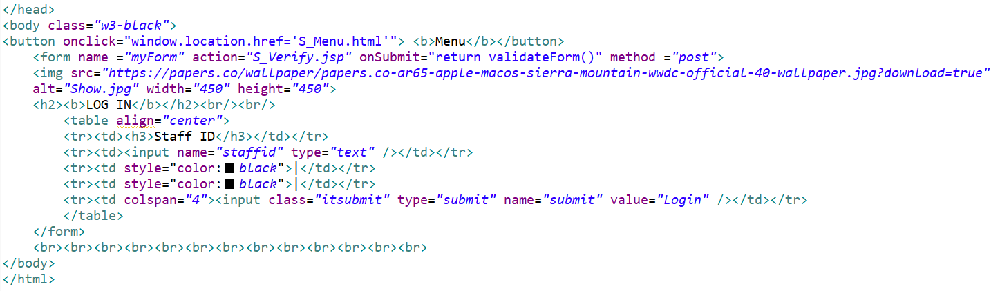 </head>
<body class="w3-black">
<button onclick="window.location.href='S_Menu.html'"> <b>Menu</b></button>
<form name ="myForm" action="S_Verify.jsp" onSubmit="return validateForm()" method ="post">
<img src="https://papers.co/wallpaper/papers.co-ar65-apple-macos-sierra-mountain-wwdc-official-40-wallpaper.jpg?download=true"
alt="Show.jpg" width="450" height="450">
<h2><b>LOG IN</b></h2><br/><br/>
<table align="center">
<tr><td><h3>Staff ID</h3></td></tr>
<tr><td><input name="staffid" type="text" /></td></tr>
<tr><td style="color:black">|</td></tr>
<tr><td style="color:black">|</td></tr>
<tr><td colspan="4"><input class="itsubmit" type="submit" name="submit" value="Login" /></td></tr>
</table>
</form>
<br><br><br><br><br><br><br><br><br><br><br><br><br>
</body>
</html>